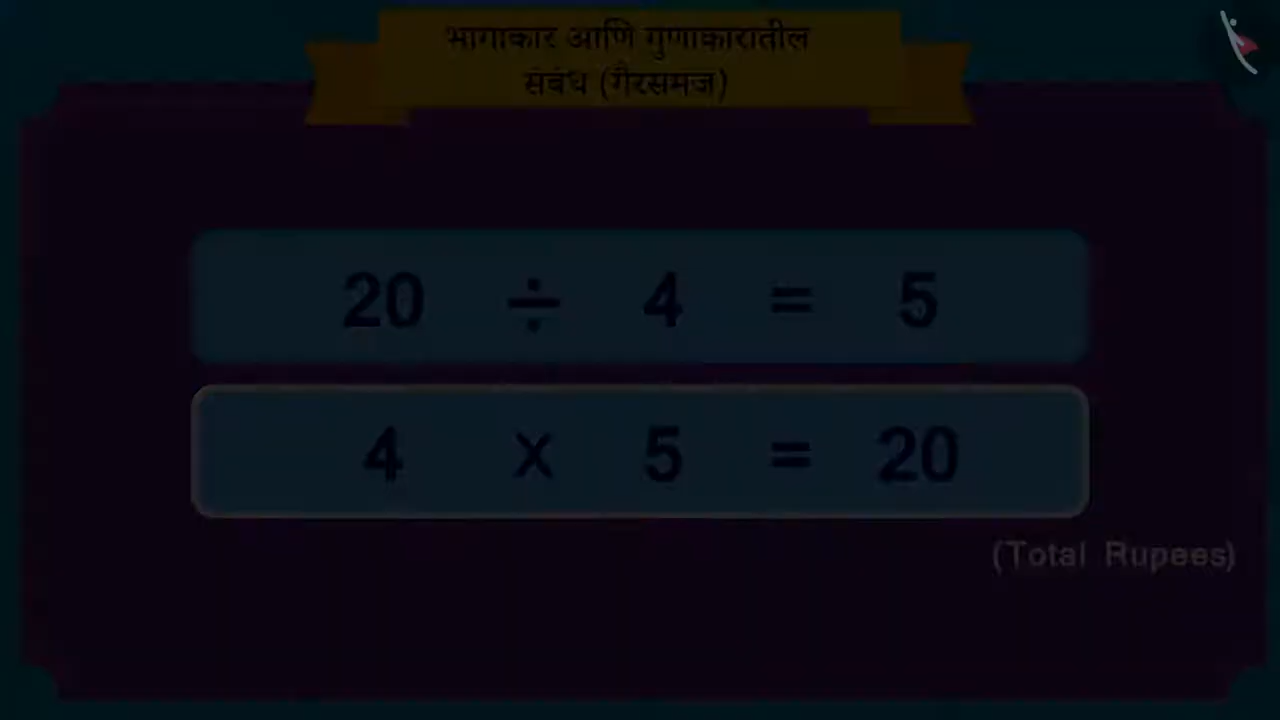 भागाकार आणि गुणाकारातील
संबंध (गैरसमज)
20 ÷ 4 = 5
4 x 5 = 20
(Total Rupees)